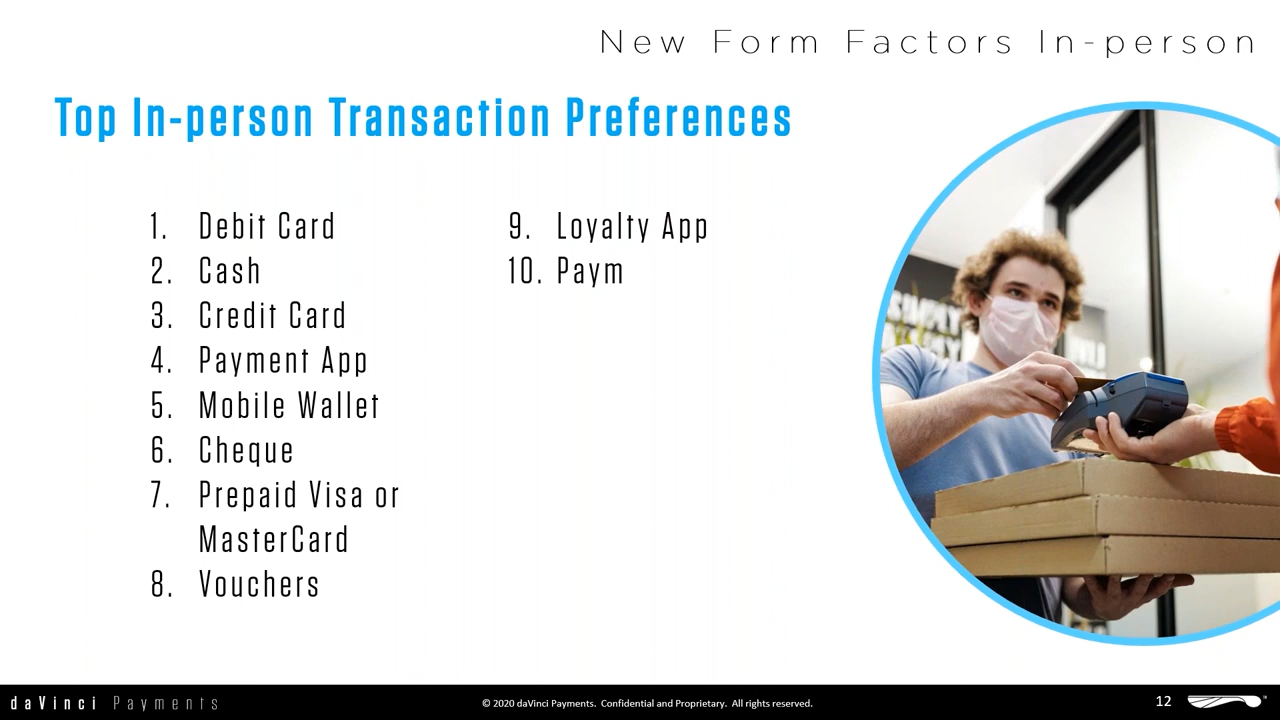 New Form Factors In-person
Top In-person Transaction Preferences
1. Debit Card
2. Cash
3. Credit Card
4. Payment App
5. Mobile Wallet
6. Cheque
7. Prepaid Visa or
MasterCard
8. Vouchers
9. Loyalty App
10. Paym
daVinci Payments
© 2020 daVinci Payments. Confidential and Proprietary. All rights reserved.
12